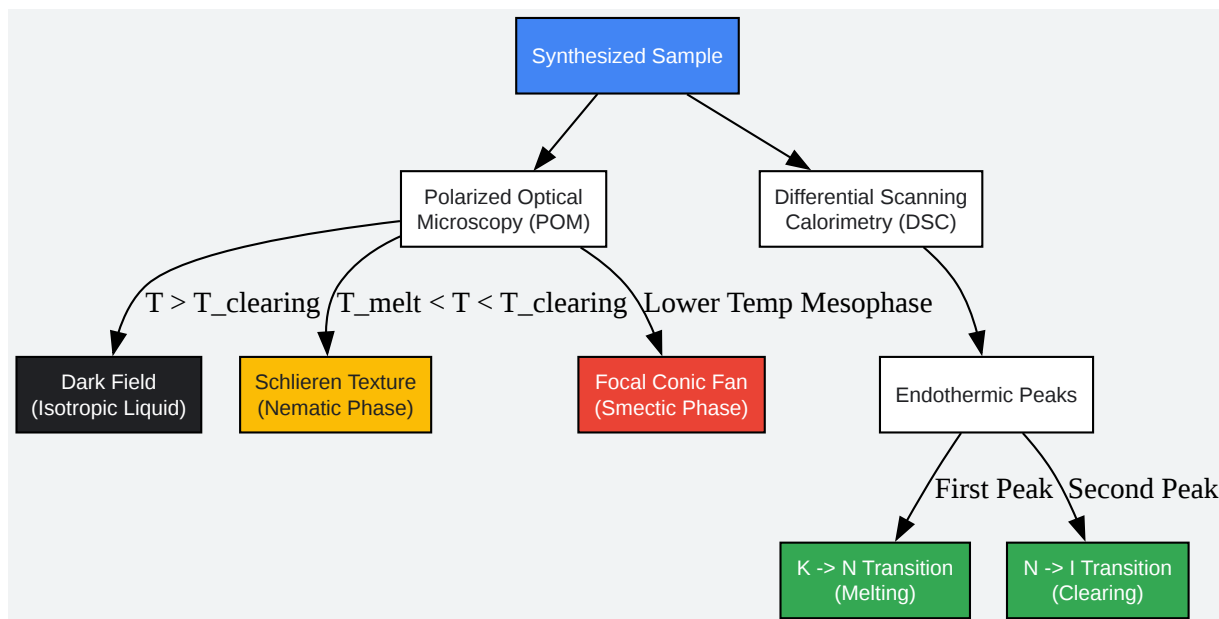 Synthesized Sample
Polarized Optical
Microscopy (POM)
Differential Scanning
Calorimetry (DSC)
T > T_clearing
T_melt < T < T_clearing
Lower Temp Mesophase
Dark Field
(Isotropic Liquid)
Schlieren Texture
(Nematic Phase)
Focal Conic Fan
(Smectic Phase)
Endothermic Peaks
First Peak
Second Peak
K -> N Transition
(Melting)
N -> I Transition
(Clearing)